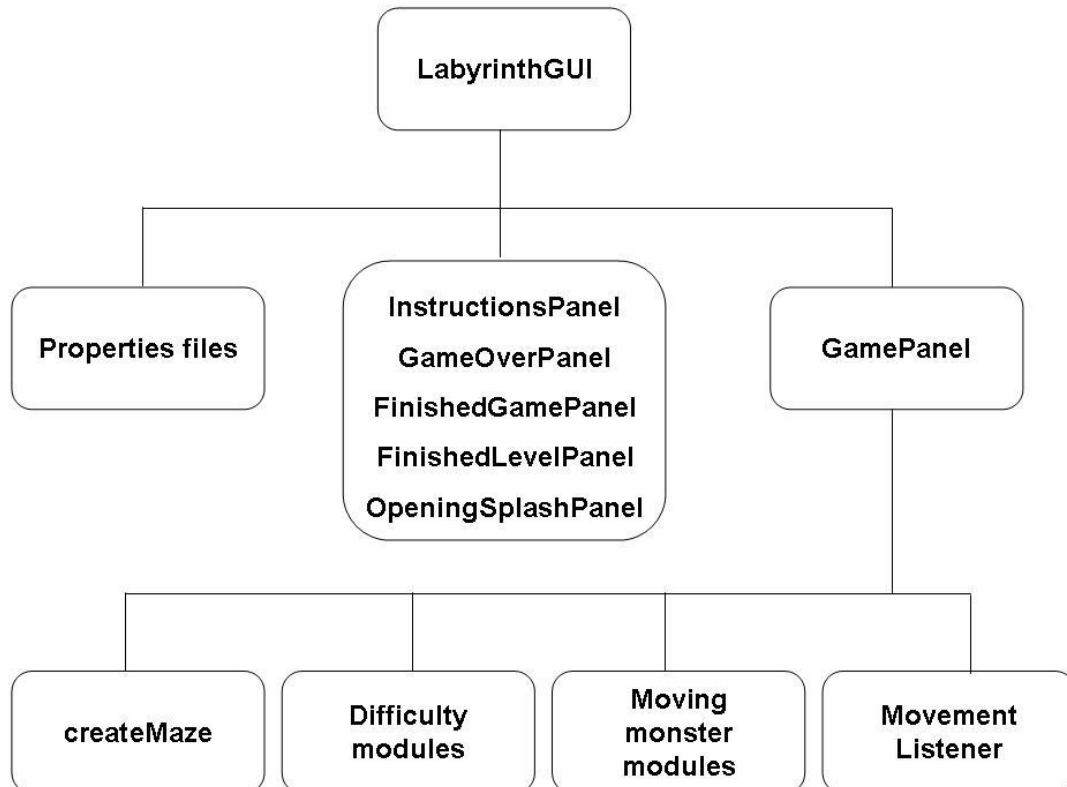 LabyrinthGUI
Properties files
InstructionsPanel
GameOverPanel
FinishedGamePanel
FinishedLevelPanel
OpeningSplashPanel
GamePanel
createMaze
Difficulty
modules
Moving
monster
modules
Movement
Listener